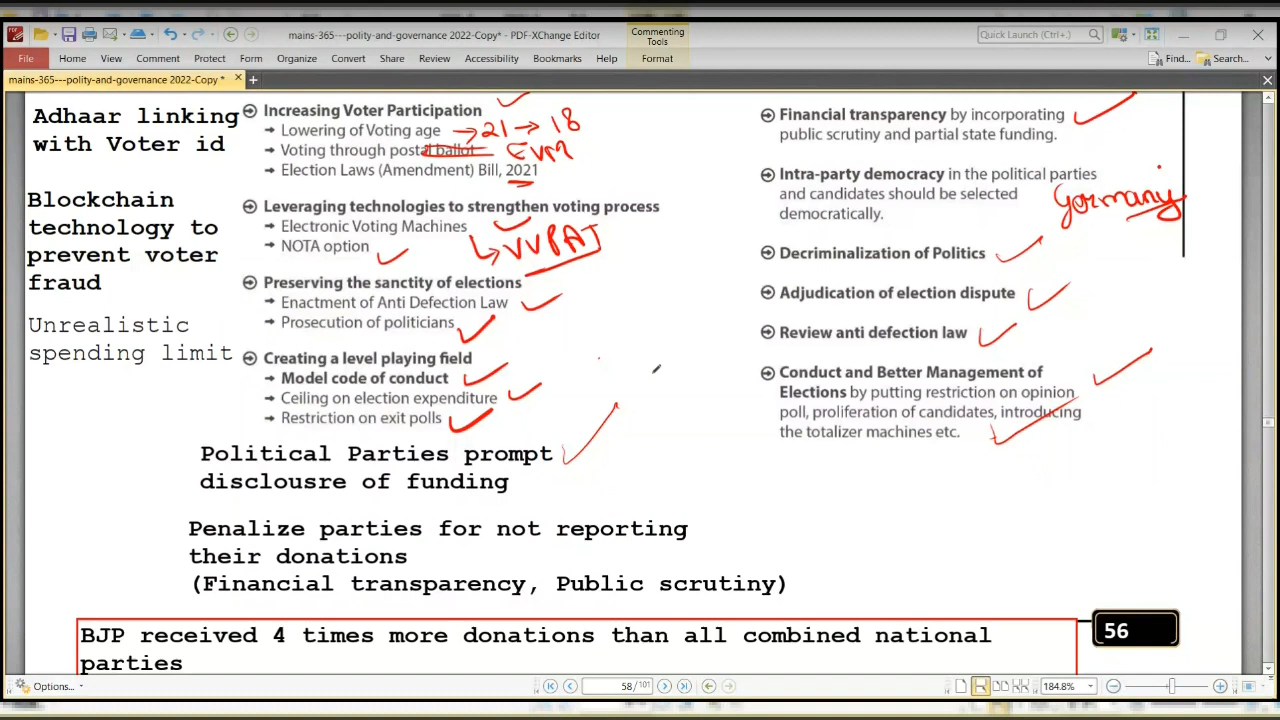 mains-365---polity-and-governance 2022-Copy* - PDF-XChange Editor
Commenting Tools
Quick Launch (Ctrl+.)
File
Home
View
Comment
Protect
Form
Organize
Convert
Share
Review
Accessibility
Bookmarks
Help
Format
Find...
Search...
mains-365---polity-and-governance 2022-Copy *
Adhaar linking
with Voter id
Blockchain
technology to
prevent voter
fraud
Unrealistic
spending limit
Increasing Voter Participation
Lowering of Voting age → 21 → 18
Voting through postal ballot EVM
Election Laws (Amendment) Bill, 2021
Leveraging technologies to strengthen voting process
Electronic Voting Machines
NOTA option
VVPAT
Preserving the sanctity of elections
Enactment of Anti Defection Law
Prosecution of politicians
Creating a level playing field
Model code of conduct
Ceiling on election expenditure
Restriction on exit polls
Financial transparency by incorporating
public scrutiny and partial state funding.
Intra-party democracy in the political parties
and candidates should be selected
democratically.
Germany
Decriminalization of Politics
Adjudication of election dispute
Review anti defection law
Conduct and Better Management of
Elections by putting restriction on opinion
poll, proliferation of candidates, introducing
the totalizer machines etc.
Political Parties prompt
disclousre of funding
Penalize parties for not reporting
their donations
(Financial transparency, Public scrutiny)
BJP received 4 times more donations than all combined national
parties
56
Options...
58 /101
184.8%